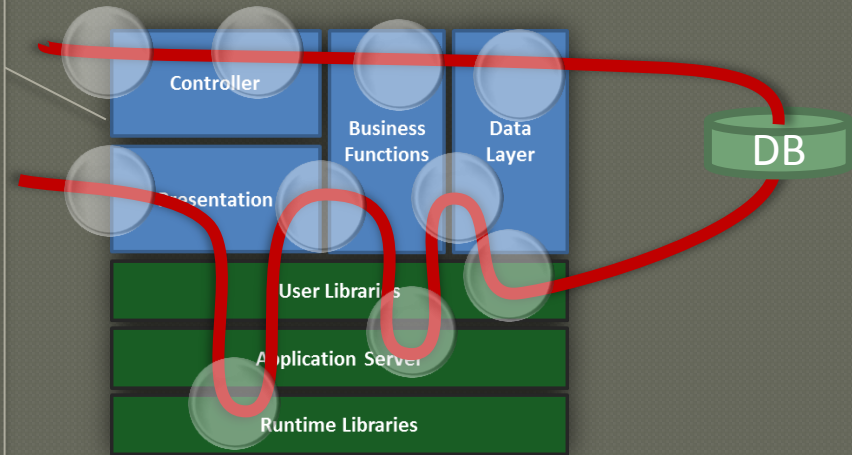 Controller
Business
Functions
Data
Layer
DB
Presentation
User Libraries
Application Server
Runtime Libraries